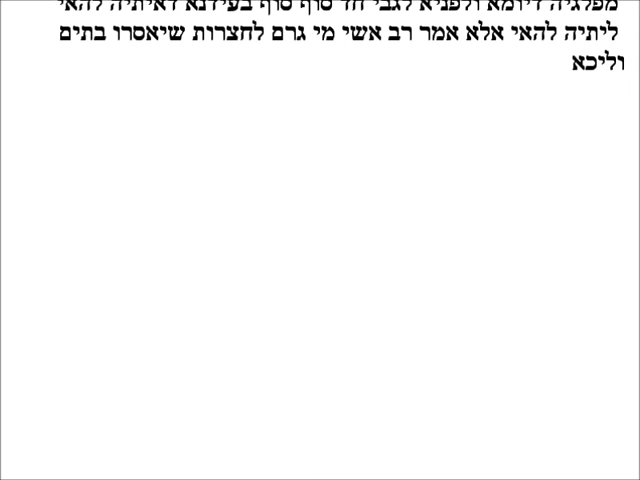 מפלגיה דיומא ולפניא לגבי חד סוף סוף בעידנא דאיתיה להאי
ליתיה להאי אלא אמר רב אשי מי גרם לחצרות שיאסרו בתים
וליכא